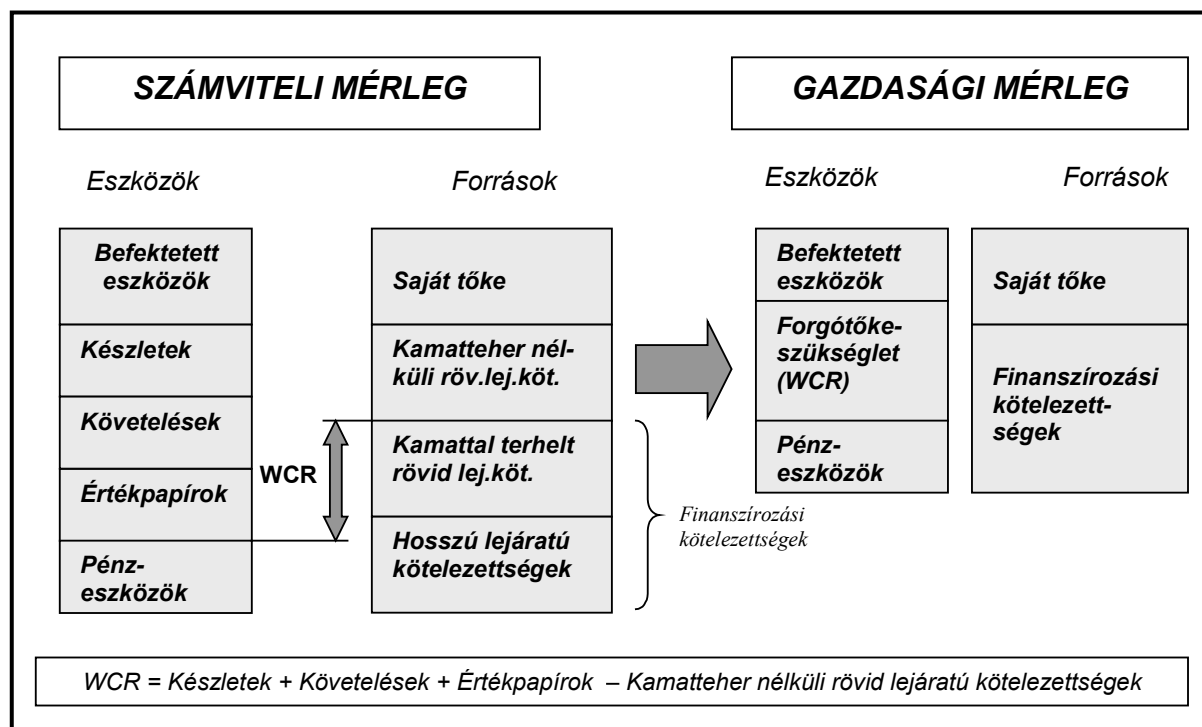 SZÁMVITELI MÉRLEG
GAZDASÁGI MÉRLEG
Eszközök
Források
Eszközök
Források
Befektetett
eszközök
Készletek
Követelések
Értékpapírok
Pénz-
eszközök
WCR
Saját tőke
Kamatteher nél-
küli röv.lej.köt.
Kamattal terhelt
rövid lej.köt.
Hosszú lejáratú
kötelezettségek
Finanszírozási
kötelezettségek
Befektetett
eszközök
Forgótőke-
szükséglet
(WCR)
Pénz-
eszközök
Saját tőke
Finanszírozási
kötelezett-
ségek
WCR = Készletek + Követelések + Értékpapírok – Kamatteher nélküli rövid lejáratú kötelezettségek